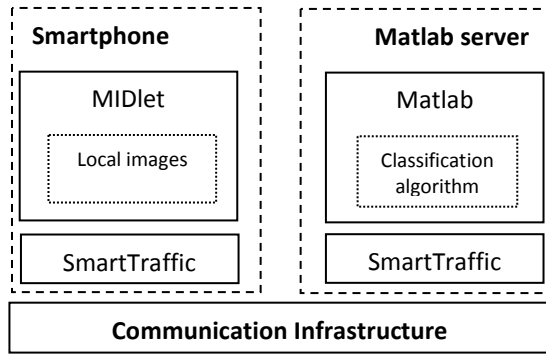 Smartphone
MIDlet
Local images
SmartTraffic
Matlab server
Matlab
Classification
algorithm
SmartTraffic
Communication Infrastructure